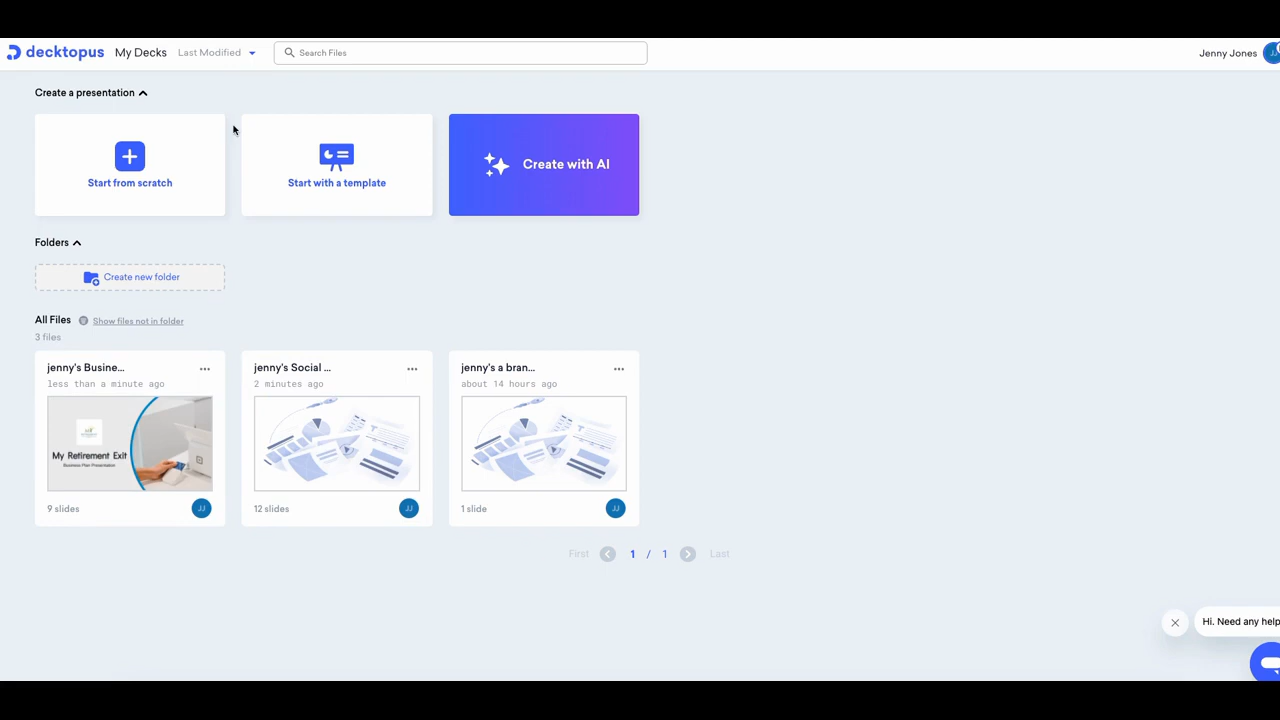 decktopus My Decks Last Modified Search Files Jenny Jones
Create a presentation
Start from scratch
Start with a template
Create with AI
Folders
Create new folder
All Files Show files not in folder
3 files
jenny's Busine...
less than a minute ago
My Retirement Exit
Business Plan Presentation
9 slides JJ
jenny's Social ...
2 minutes ago
12 slides JJ
jenny's a bran...
about 14 hours ago
1 slide JJ
First 1 / 1 Last
Hi. Need any help